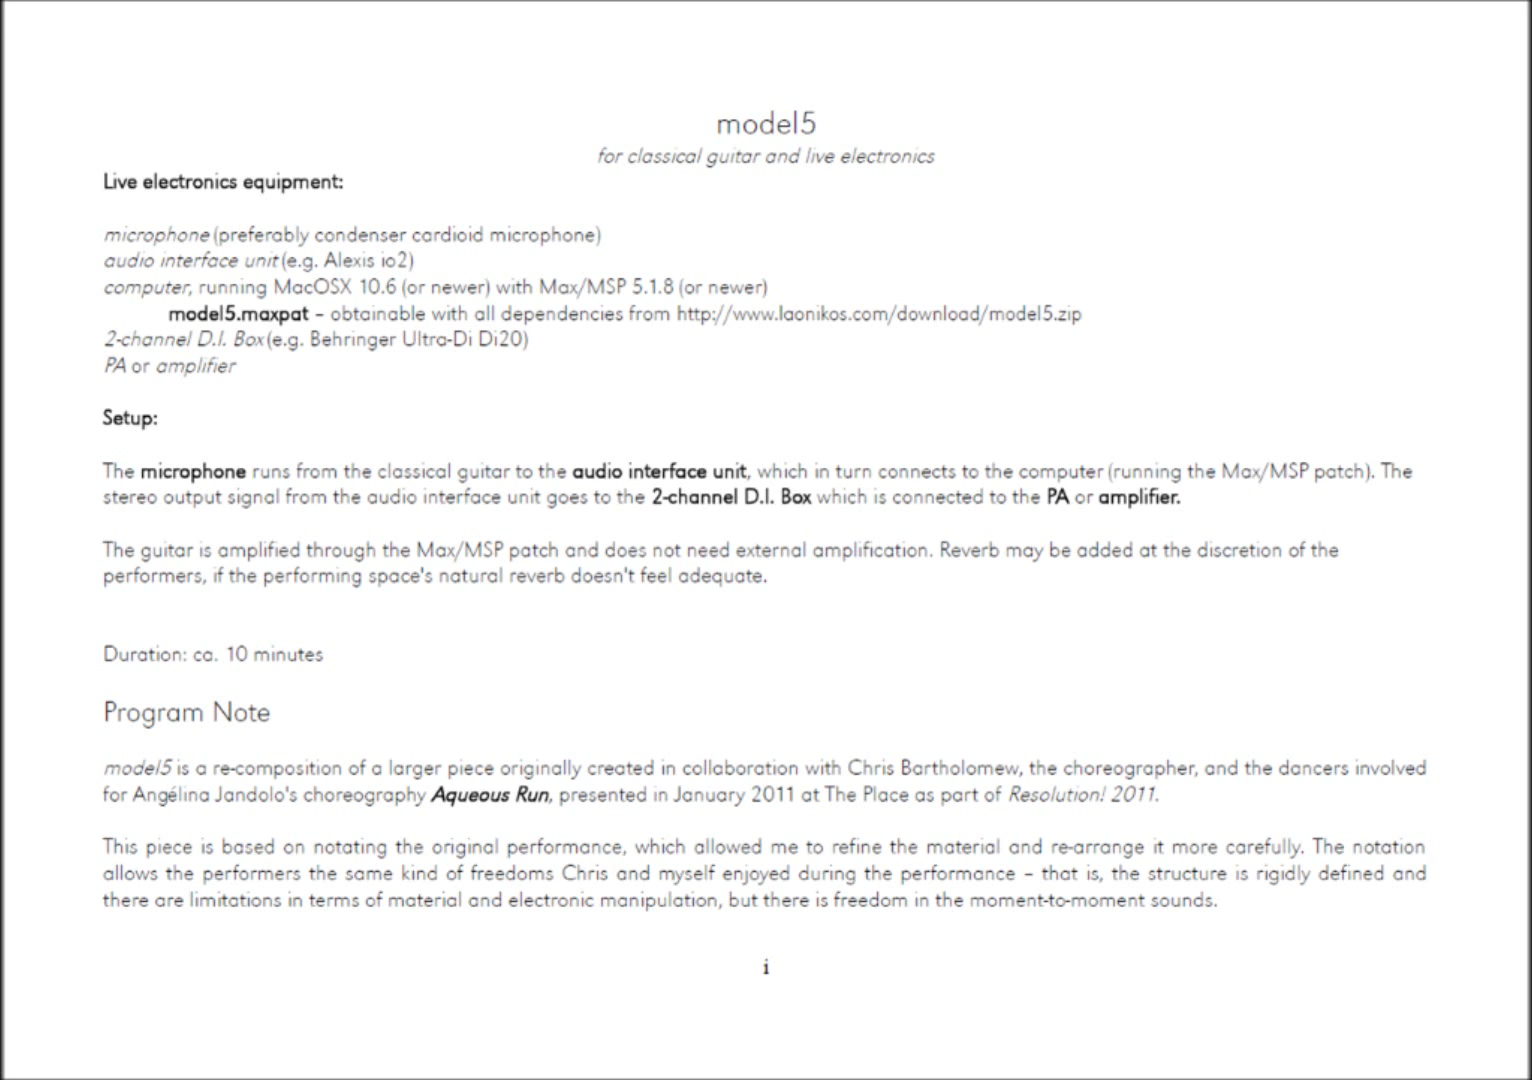 model5
for classical guitar and live electronics
Live electronics equipment:
microphone (preferably condenser cardioid microphone)
audio interface unit (e.g. Alexis io2)
computer, running MacOSX 10.6 (or newer) with Max/MSP 5.1.8 (or newer)
model5.maxpat – obtainable with all dependencies from http://www.laonikos.com/download/model5.zip
2-channel D.I. Box (e.g. Behringer Ultra-Di Di20)
PA or amplifier
Setup:
The microphone runs from the classical guitar to the audio interface unit, which in turn connects to the computer (running the Max/MSP patch). The
stereo output signal from the audio interface unit goes to the 2-channel D.I. Box which is connected to the PA or amplifier.
The guitar is amplified through the Max/MSP patch and does not need external amplification. Reverb may be added at the discretion of the
performers, if the performing space's natural reverb doesn't feel adequate.
Duration: ca. 10 minutes
Program Note
model5 is a re-composition of a larger piece originally created in collaboration with Chris Bartholomew, the choreographer, and the dancers involved
for Angélina Jandolo's choreography Aqueous Run, presented in January 2011 at The Place as part of Resolution! 2011.
This piece is based on notating the original performance, which allowed me to refine the material and re-arrange it more carefully. The notation
allows the performers the same kind of freedoms Chris and myself enjoyed during the performance – that is, the structure is rigidly defined and
there are limitations in terms of material and electronic manipulation, but there is freedom in the moment-to-moment sounds.
i